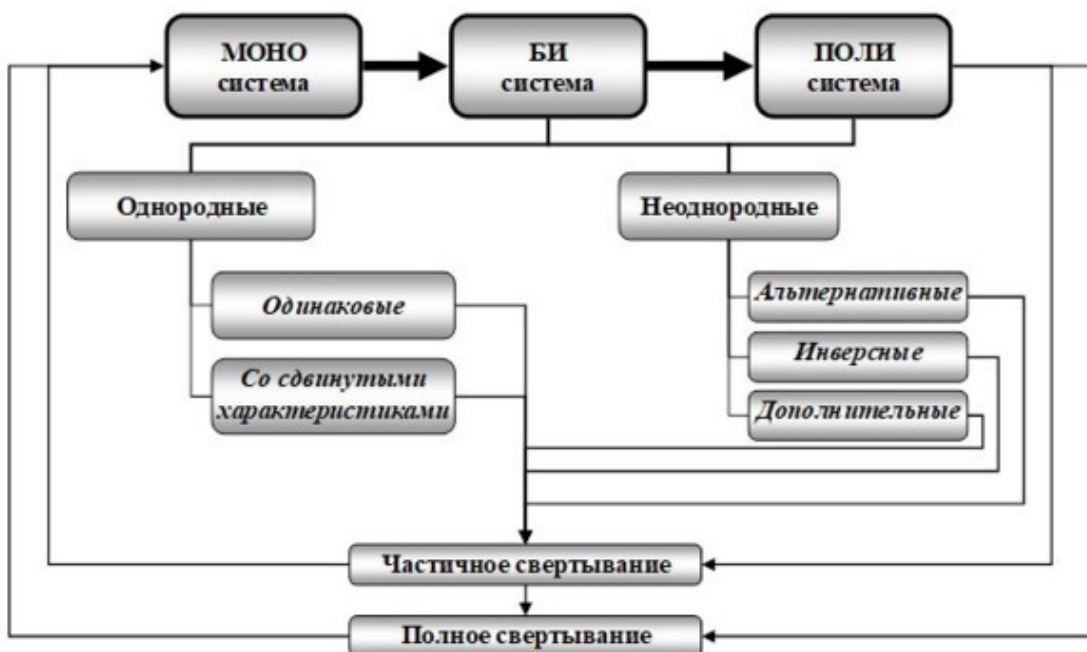 МОНО
система
БИ
система
ПОЛИ
система
Однородные
Неоднородные
Одинаковые
Со сдвинутыми
характеристиками
Альтернативные
Инверсные
Дополнительные
Частичное свертывание
Полное свертывание